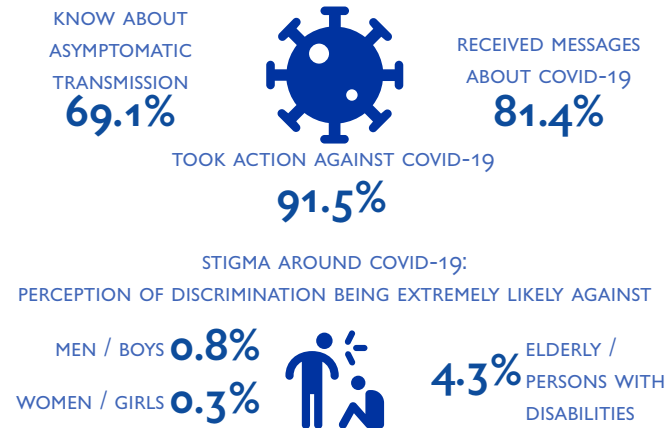 KNOW ABOUT
ASYMPTOMATIC
TRANSMISSION
69.1%
RECEIVED MESSAGES
ABOUT COVID-19
81.4%
TOOK ACTION AGAINST COVID-19
91.5%
STIGMA AROUND COVID-19:
PERCEPTION OF DISCRIMINATION BEING EXTREMELY LIKELY AGAINST
MEN / BOYS 0.8%
WOMEN / GIRLS 0.3%
4.3% ELDERLY /
PERSONS WITH
DISABILITIES